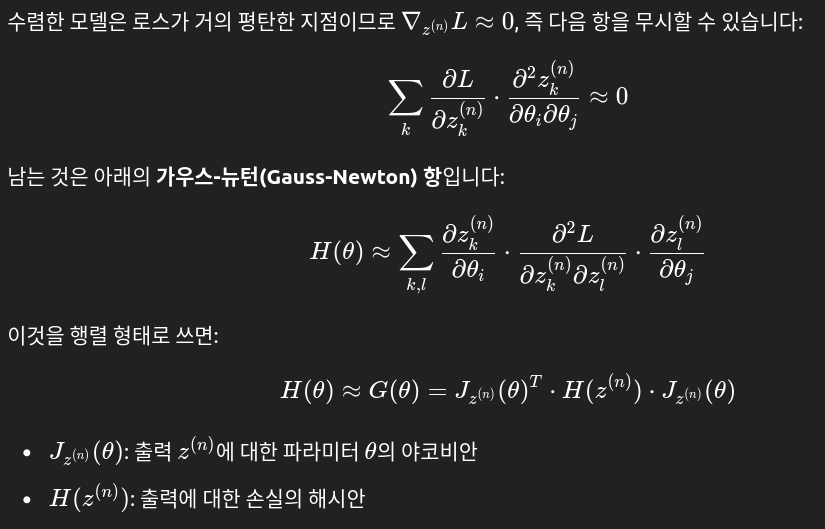 수렴한 모델은 로스가 거의 평탄한 지점이므로 $\nabla_{z^{(n)}} L \approx 0$, 즉 다음 항을 무시할 수 있습니다:
$\sum_{k} \frac{\partial L}{\partial z_k^{(n)}} \cdot \frac{\partial^2 z_k^{(n)}}{\partial \theta_i \partial \theta_j} \approx 0$
남는 것은 아래의 가우스-뉴턴(Gauss-Newton) 항입니다:
$H(\theta) \approx \sum_{k,l} \frac{\partial z_k^{(n)}}{\partial \theta_i} \cdot \frac{\partial^2 L}{\partial z_k^{(n)} \partial z_l^{(n)}} \cdot \frac{\partial z_l^{(n)}}{\partial \theta_j}$
이것을 행렬 형태로 쓰면:
$H(\theta) \approx G(\theta) = J_{z^{(n)}}(\theta)^T \cdot H(z^{(n)}) \cdot J_{z^{(n)}}(\theta)$
• $J_{z^{(n)}}(\theta)$: 출력 $z^{(n)}$에 대한 파라미터 $\theta$의 야코비안
• $H(z^{(n)})$: 출력에 대한 손실의 해시안